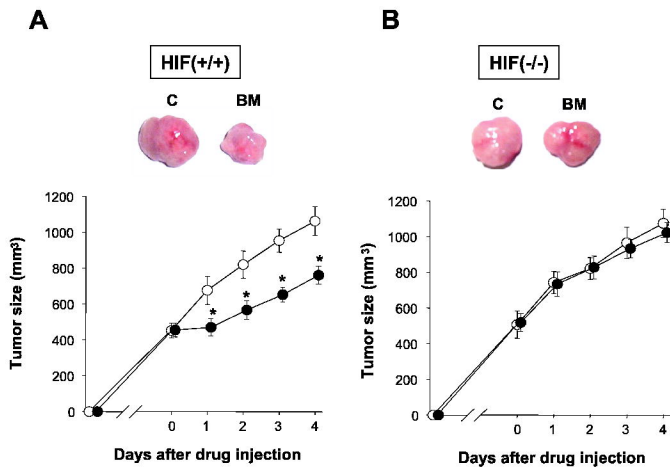 A
HIF(+/+)
C BM
Tumor size (mm³)
1200
1000
800
600
400
200
0
* * * *
0 1 2 3 4
Days after drug injection
B
HIF(-/-)
C BM
Tumor size (mm³)
1200
1000
800
600
400
200
0
0 1 2 3 4
Days after drug injection